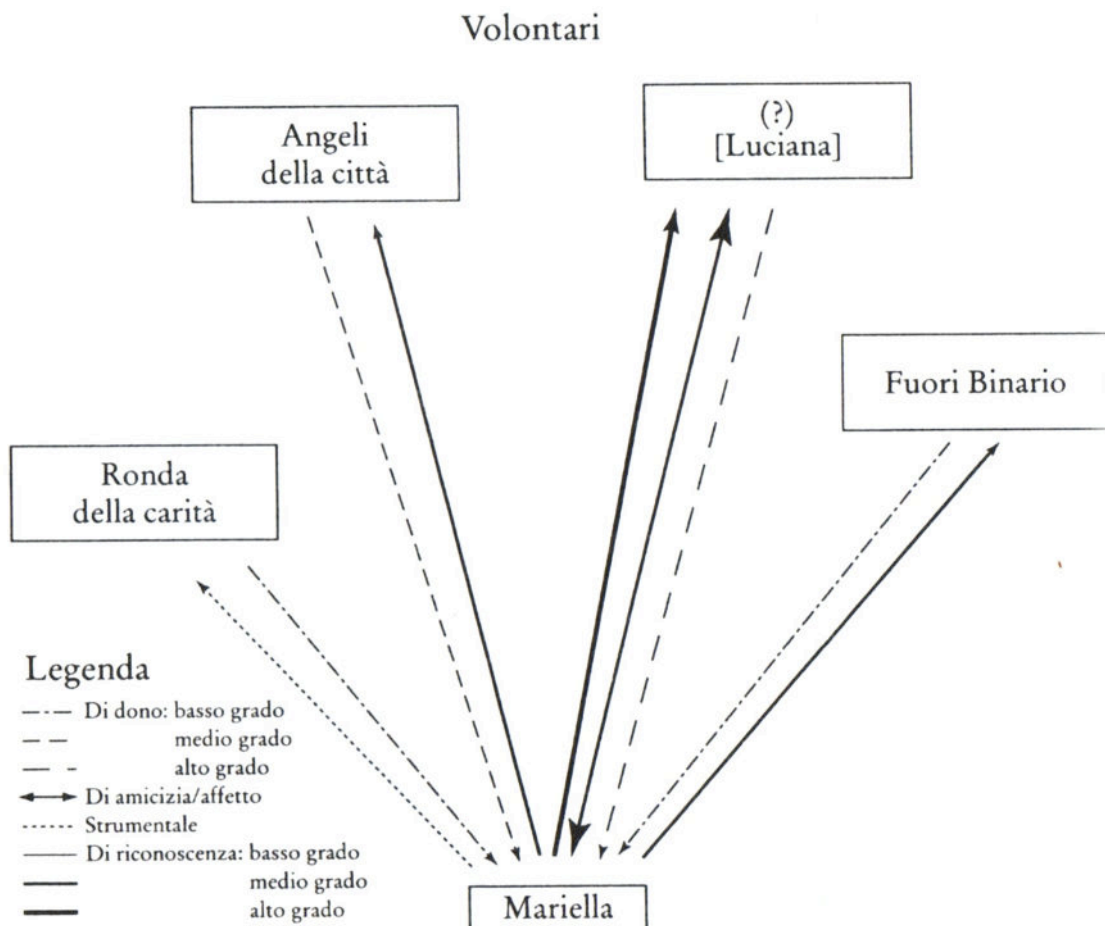 Volontari
Angeli
della città
(?)
[Luciana]
Fuori Binario
Ronda
della carità
Legenda
Di dono: basso grado
medio grado
alto grado
Di amicizia/affetto
Strumentale
Di riconoscenza: basso grado
medio grado
alto grado
Mariella